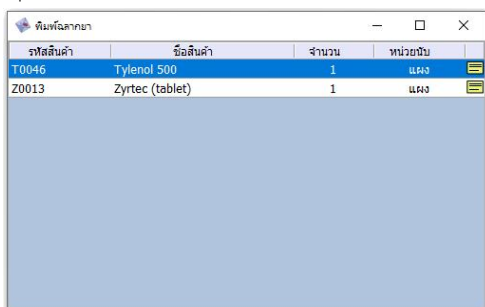 พิมพ์ฉลากยา
รหัสสินค้า ชื่อสินค้า จำนวน หน่วยนับ
T0046 Tylenol 500 1 แผง
Z0013 Zyrtec (tablet) 1 แผง